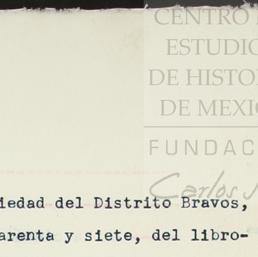 CENTRO
ESTUDIO
DE HISTOR
DE MEXIC
FUNDAC
Carlos
iedad del Distrito Bravos,
arenta y siete, del libro-